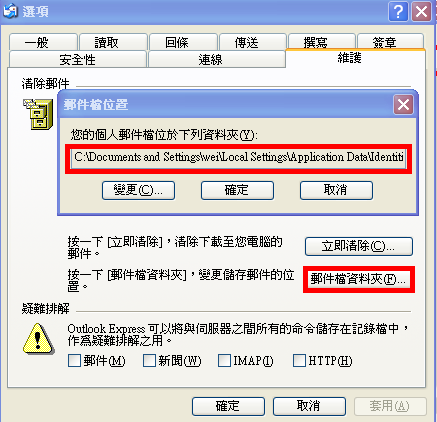 選項
一般 讀取 回條 傳送 撰寫 簽章
安全性 連線 維護
清除郵件
郵件檔位置
您的個人郵件檔位於下列資料夾(Y):
C:\Documents and Settings\wei\Local Settings\Application Data\Identiti
變更(C)... 確定 取消
按一下 [立即清除]，清除下載至您電腦的
郵件。
立即清除(C)...
按一下 [郵件檔資料夾]，變更儲存郵件的位
置。
郵件檔資料夾(F)...
疑難排解
Outlook Express 可以將與伺服器之間所有的命令儲存在記錄檔中，
作為疑難排解之用。
郵件(M) 新聞(W) IMAP(I) HTTP(H)
確定 取消 套用(A)